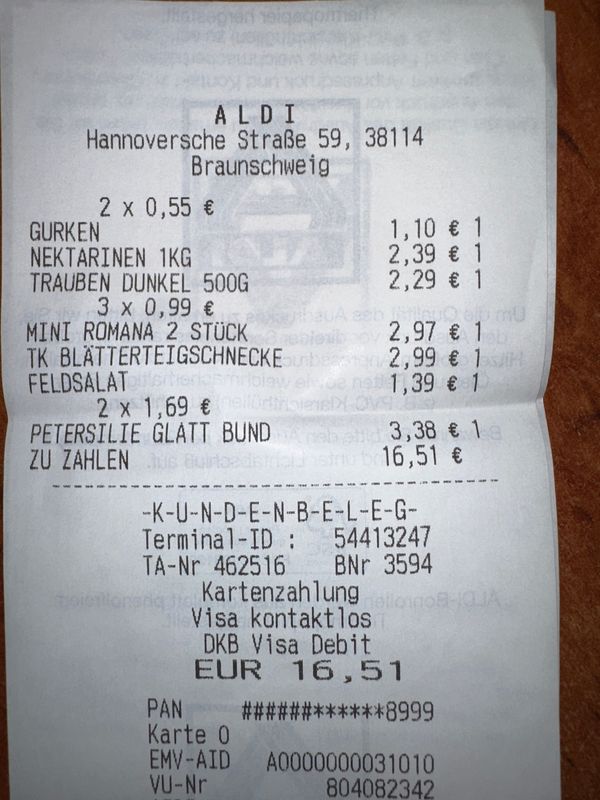 ALDI
Hannoversche Straße 59, 38114
Braunschweig
2 x 0,55 €
GURKEN 1,10 € 1
NEKTARINEN 1KG 2,39 € 1
TRAUBEN DUNKEL 500G 2,29 € 1
3 x 0,99 €
MINI ROMANA 2 STÜCK 2,97 € 1
TK BLÄTTERTEIGSCHNECKE 2,99 € 1
FELDSALAT 1,39 € 1
2 x 1,69 €
PETERSILIE GLATT BUND 3,38 € 1
ZU ZAHLEN 16,51 €
-K-U-N-D-E-N-B-E-L-E-G-
Terminal-ID : 54413247
TA-Nr 462516 BNr 3594
Kartenzahlung
Visa kontaktlos
DKB Visa Debit
EUR 16,51
PAN ######******8999
Karte 0
EMV-AID A0000000031010
VU-Nr 804082342